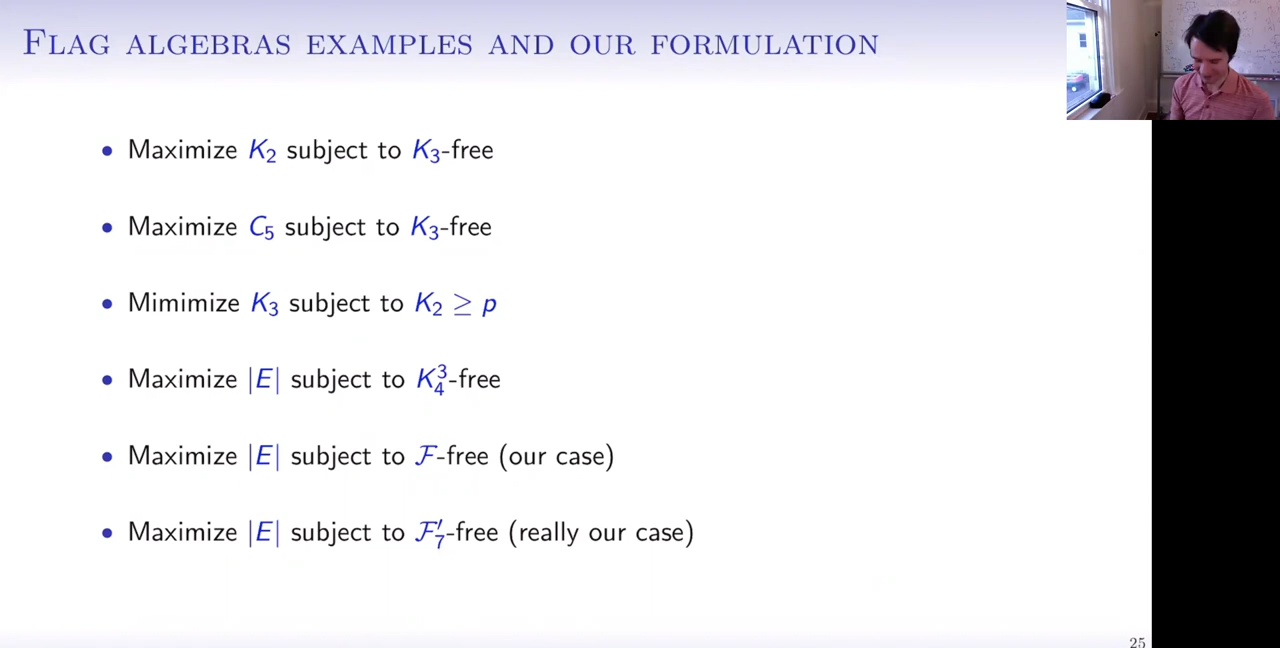 Flag algebras examples and our formulation
• Maximize K₂ subject to K₃-free
• Maximize C₅ subject to K₃-free
• Mimimize K₃ subject to K₂ ≥ p
• Maximize |E| subject to K₄³-free
• Maximize |E| subject to ℱ-free (our case)
• Maximize |E| subject to ℱ₇′-free (really our case)
25